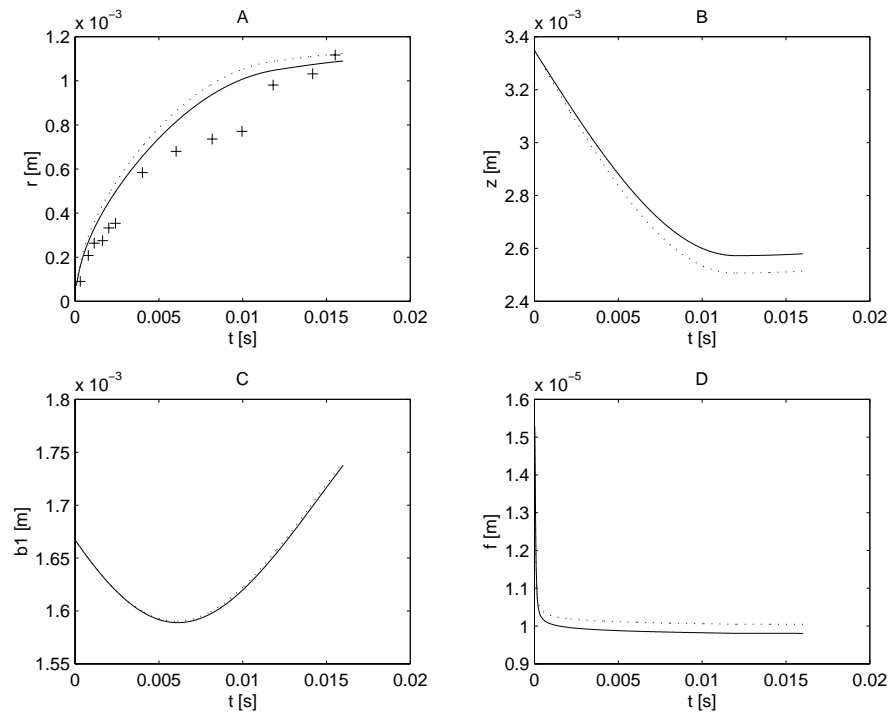 A
x 10⁻³
1.2
1
0.8
0.6
0.4
0.2
0
0 0.005 0.01 0.015 0.02
r [m]
t [s]
B
x 10⁻³
3.4
3.2
3
2.8
2.6
2.4
0 0.005 0.01 0.015 0.02
z [m]
t [s]
C
x 10⁻³
1.8
1.75
1.7
1.65
1.6
1.55
0 0.005 0.01 0.015 0.02
b1 [m]
t [s]
D
x 10⁻⁵
1.6
1.5
1.4
1.3
1.2
1.1
1
0.9
0 0.005 0.01 0.015 0.02
f [m]
t [s]